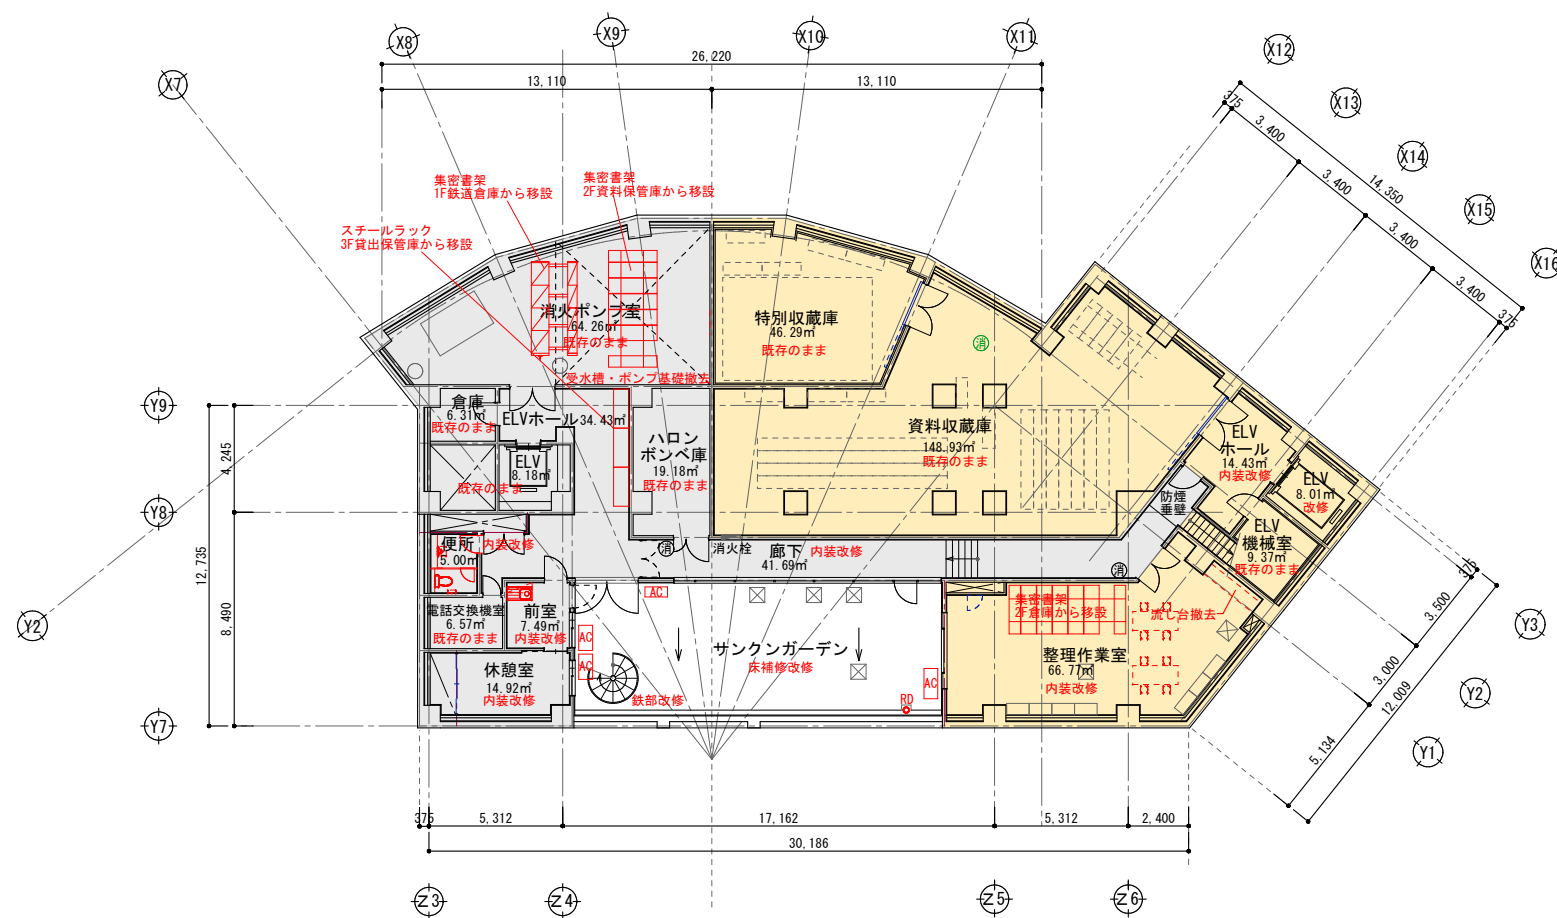 X7
X8
X9
X10
X11
X12
X13
X14
X15
X16
26,220
13,110
13,110
375
3,400
3,400
14,350
3,400
3,400
375
集密書架
1F鉄道倉庫から移設
集密書架
2F資料保管庫から移設
スチールラック
3F貸出保管庫から移設
消火ポンプ室
64.26㎡
既存のまま
受水槽・ポンプ基礎撤去
特別収蔵庫
46.29㎡
既存のまま
消
資料収蔵庫
148.93㎡
既存のまま
倉庫
6.31㎡
既存のまま
ELVホール34.43㎡
ELV
8.18㎡
既存のまま
ハロン
ボンベ庫
19.18㎡
既存のまま
ELV
ホール
14.43㎡
内装改修
ELV
8.01㎡
改修
防煙
垂壁
ELV
機械室
9.37㎡
既存のまま
便所
5.00㎡
内装改修
消
消火栓
廊下
内装改修
41.69㎡
消
電話交換機室
6.57㎡
既存のまま
前室
7.49㎡
内装改修
休憩室
14.92㎡
内装改修
AC
AC
AC
AC
RD
サンクンガーデン
床補修改修
鉄部改修
集密書架
2F倉庫から移設
流し台撤去
整理作業室
66.77㎡
内装改修
Y9
Y8
Y7
Y2
4,245
12,735
8,490
375
3,500
3,000
12,009
5,134
Y3
Y2
Y1
375
5,312
17,162
5,312
2,400
30,186
Z3
Z4
Z5
Z6